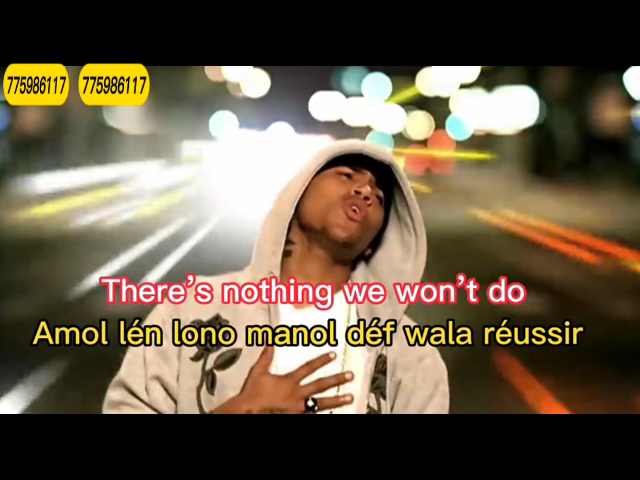 775986117 775986117
There's nothing we won't do
Amol lén lono manol déf wala réussir